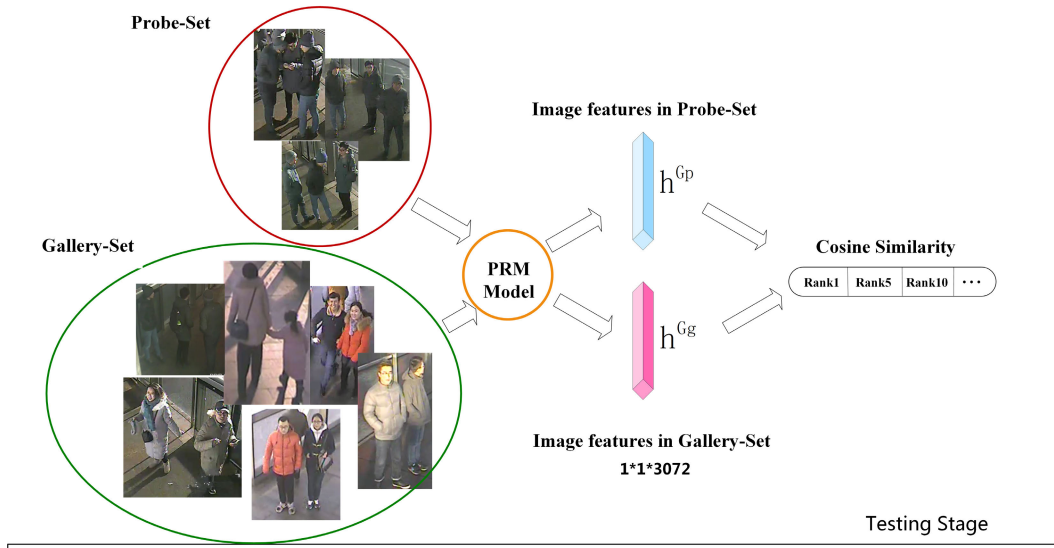 Probe-Set
Image features in Probe-Set
h^Gp
Gallery-Set
PRM
Model
Cosine Similarity
Rank1 Rank5 Rank10 ···
h^Gg
Image features in Gallery-Set
1*1*3072
Testing Stage